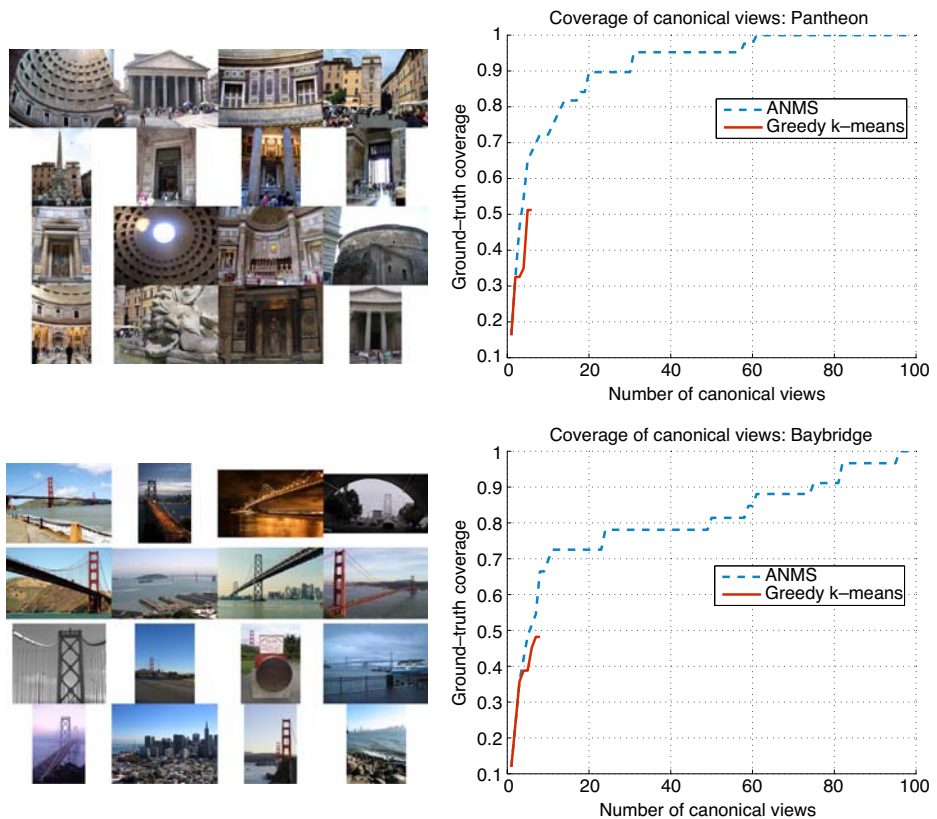 Coverage of canonical views: Pantheon
1
0.9
0.8
0.7
0.6
0.5
0.4
0.3
0.2
0.1
Ground–truth coverage
ANMS
Greedy k–means
0 20 40 60 80 100
Number of canonical views
Coverage of canonical views: Baybridge
1
0.9
0.8
0.7
0.6
0.5
0.4
0.3
0.2
0.1
Ground–truth coverage
ANMS
Greedy k–means
0 20 40 60 80 100
Number of canonical views